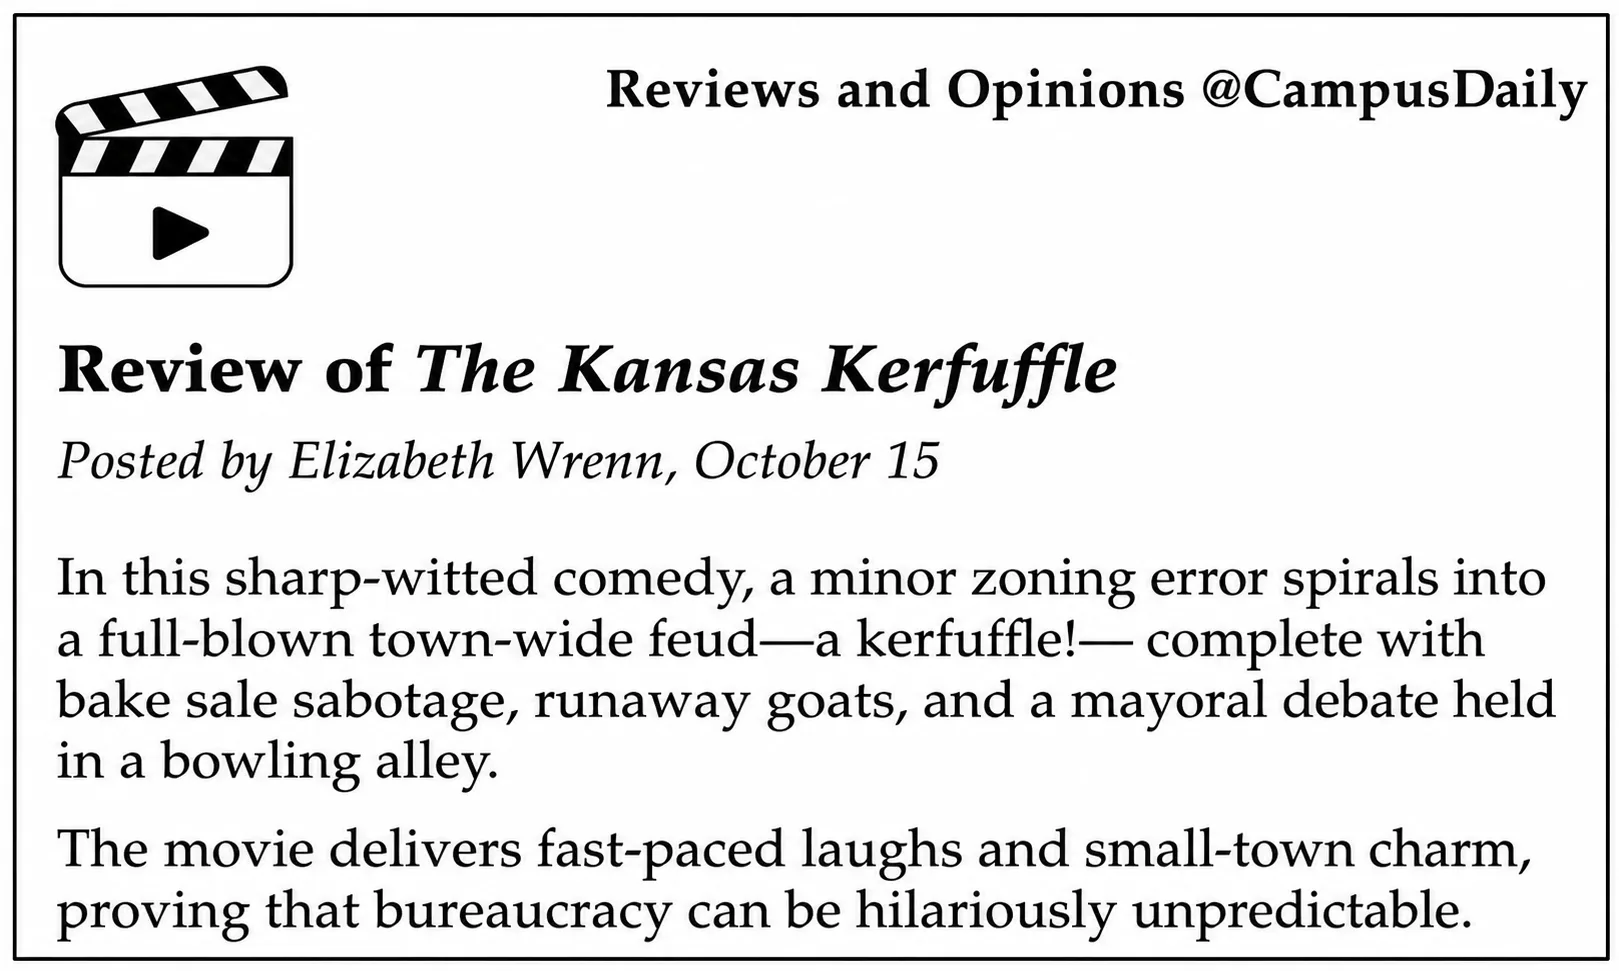 Reviews and Opinions @CampusDaily
Review of The Kansas Kerfuffle
Posted by Elizabeth Wrenn, October 15
In this sharp-witted comedy, a minor zoning error spirals into
a full-blown town-wide feud—a kerfuffle!— complete with
bake sale sabotage, runaway goats, and a mayoral debate held
in a bowling alley.
The movie delivers fast-paced laughs and small-town charm,
proving that bureaucracy can be hilariously unpredictable.